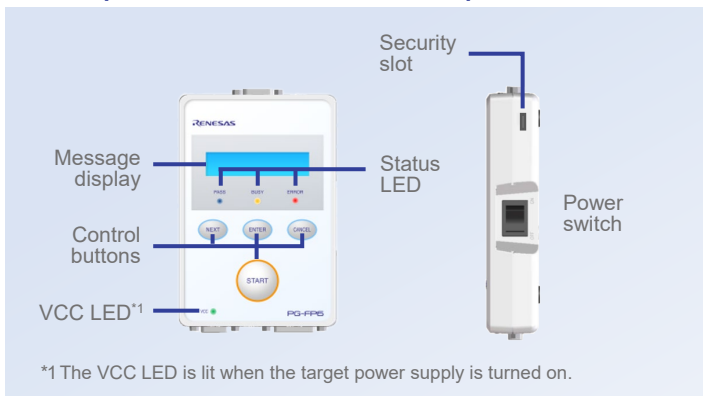 Security
slot
RENESAS
Message
display
Status
LED
PASS BUSY ERROR
Power
switch
Control
buttons
NEXT ENTER CANCEL
START
VCC LED*1
VCC
PG-FP6
*1 The VCC LED is lit when the target power supply is turned on.